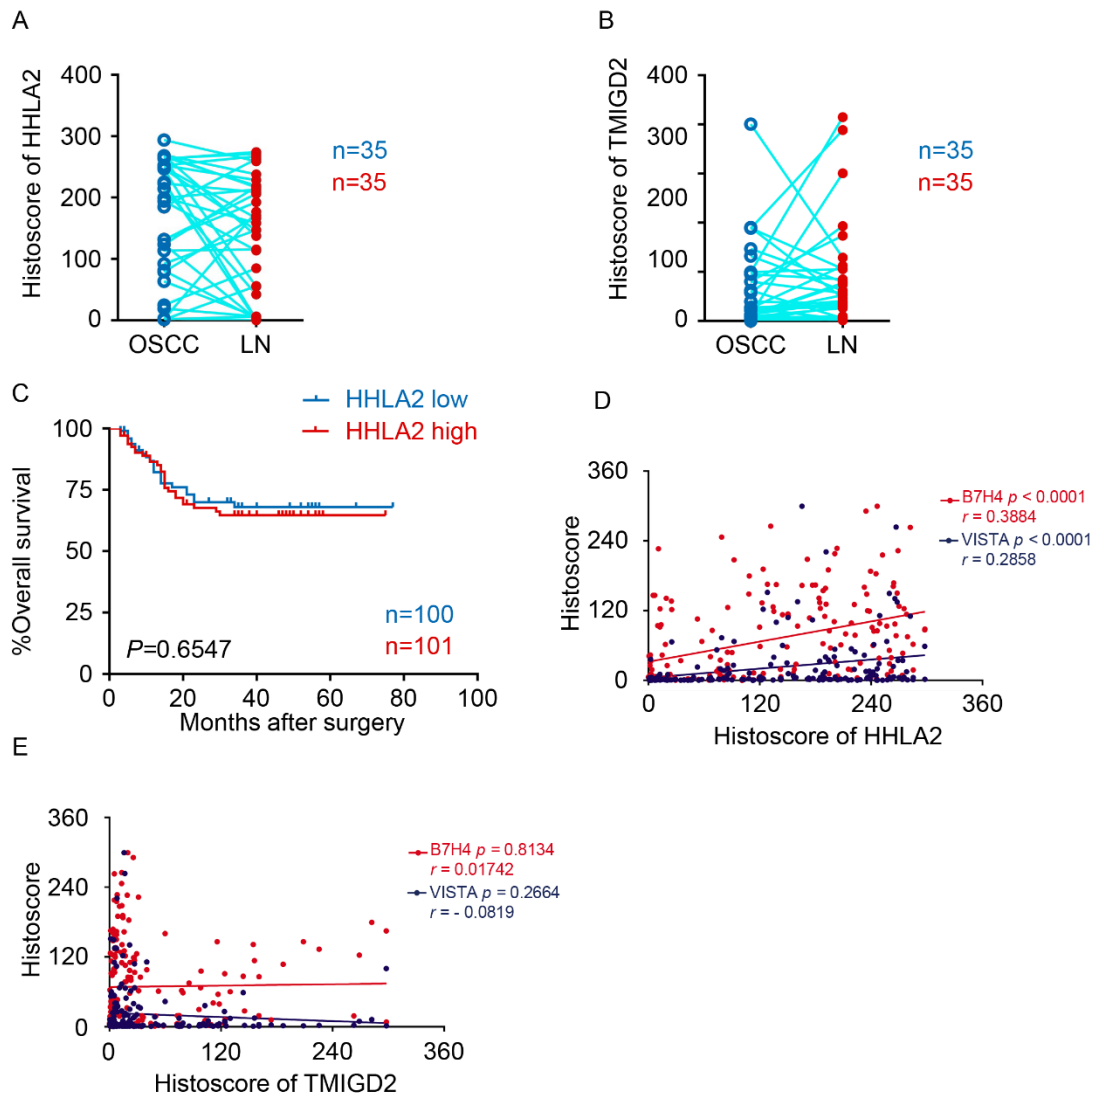 A
Histoscore of HHLA2
400
300
200
100
0
OSCC LN
n=35
n=35
B
Histoscore of TMIGD2
400
300
200
100
0
OSCC LN
n=35
n=35
C
%Overall survival
100
75
50
25
0
HHLA2 low
HHLA2 high
n=100
n=101
P=0.6547
0 20 40 60 80 100
Months after surgery
D
Histoscore
360
240
120
0
B7H4 p < 0.0001
r = 0.3884
VISTA p < 0.0001
r = 0.2858
0 120 240 360
Histoscore of HHLA2
E
Histoscore
360
240
120
0
B7H4 p = 0.8134
r = 0.01742
VISTA p = 0.2664
r = - 0.0819
0 120 240 360
Histoscore of TMIGD2